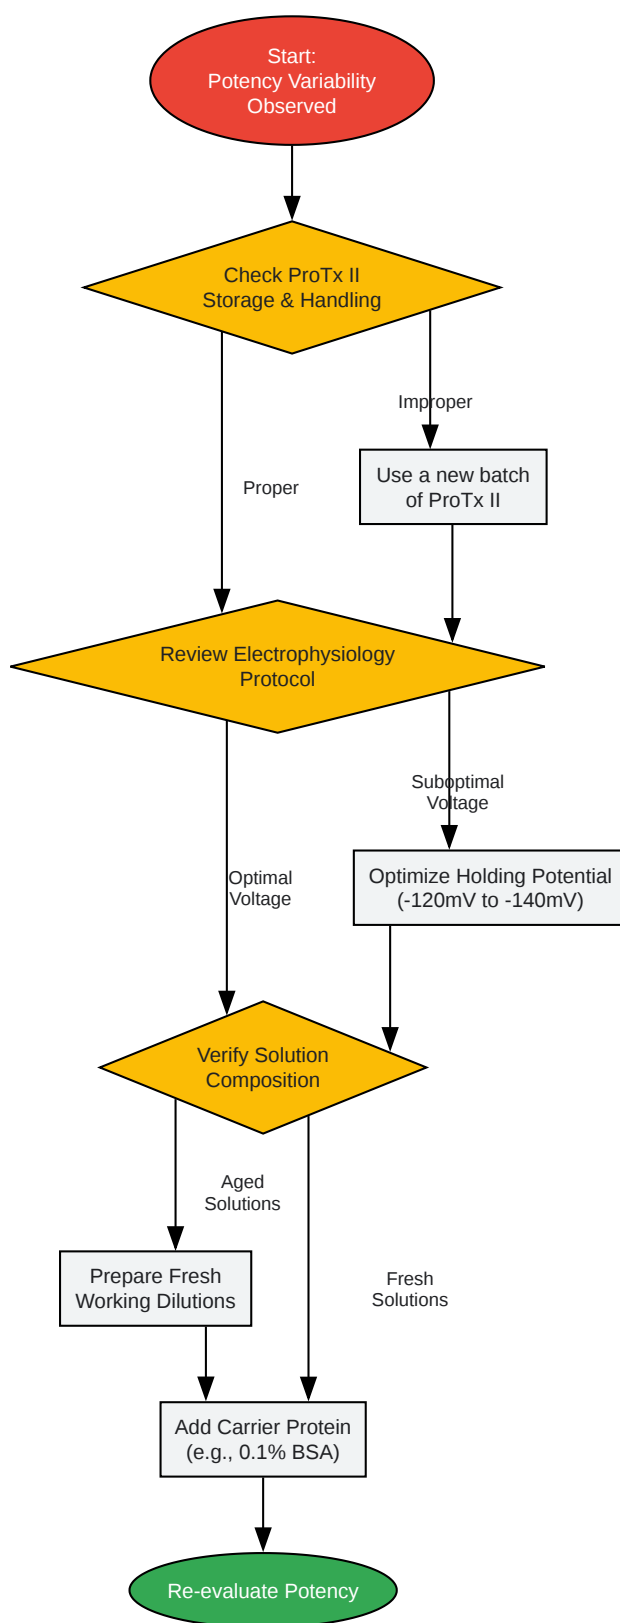 Start:
Potency Variability
Observed
Check ProTx II
Storage & Handling
Improper
Proper
Use a new batch
of ProTx II
Review Electrophysiology
Protocol
Suboptimal
Voltage
Optimal
Voltage
Optimize Holding Potential
(-120mV to -140mV)
Verify Solution
Composition
Aged
Solutions
Prepare Fresh
Working Dilutions
Fresh
Solutions
Add Carrier Protein
(e.g., 0.1% BSA)
Re-evaluate Potency